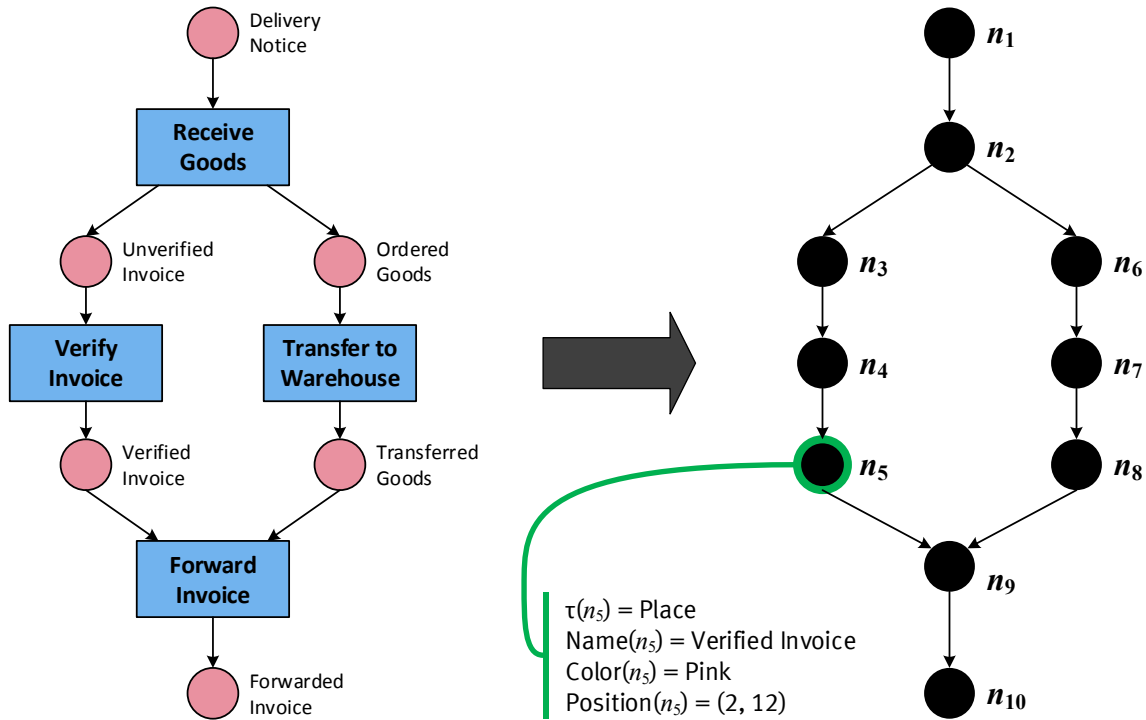 Delivery
Notice
Receive
Goods
Unverified
Invoice
Ordered
Goods
Verify
Invoice
Transfer to
Warehouse
Verified
Invoice
Transferred
Goods
Forward
Invoice
Forwarded
Invoice
n₁
n₂
n₃
n₆
n₄
n₇
n₅
n₈
n₉
n₁₀
τ(n₅) = Place
Name(n₅) = Verified Invoice
Color(n₅) = Pink
Position(n₅) = (2, 12)